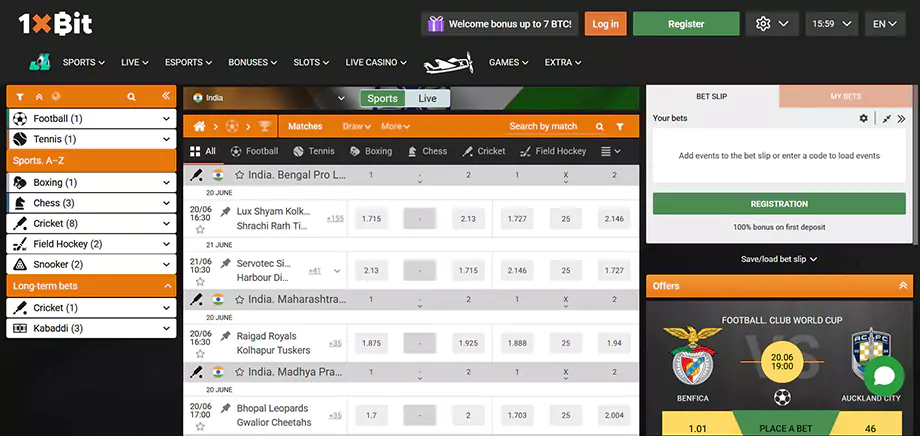 1xBit
Welcome bonus up to 7 BTC!
Log in
Register
15:59
EN
SPORTS
LIVE
ESPORTS
BONUSES
SLOTS
LIVE CASINO
GAMES
EXTRA
Football (1)
Tennis (1)
Sports. A–Z
Boxing (1)
Chess (3)
Cricket (8)
Field Hockey (2)
Snooker (2)
Long-term bets
Cricket (1)
Kabaddi (3)
India
Sports
Live
Matches
Draw
More
Search by match
All
Football
Tennis
Boxing
Chess
Cricket
Field Hockey
India. Bengal Pro L... 1 - 2 1 X 2
20 JUNE
20/06
16:30
Lux Shyam Kolk...
Shrachi Rarh Ti...
+155 1.715 - 2.13 1.727 25 2.146
21 JUNE
21/06
10:30
Servotec Si...
Harbour Di...
+41 2.13 - 1.715 2.146 25 1.727
India. Maharashtra... 1 - 2 1 X 2
20 JUNE
20/06
16:00
Raigad Royals
Kolhapur Tuskers
+35 1.875 - 1.925 1.888 25 1.94
India. Madhya Pra... 1 - 2 1 X 2
20 JUNE
20/06
17:00
Bhopal Leopards
Gwalior Cheetahs
+35 1.7 - 2 1.703 25 2.004
BET SLIP
MY BETS
Your bets
Add events to the bet slip or enter a code to load events
REGISTRATION
100% bonus on first deposit
Save/load bet slip
Offers
FOOTBALL. CLUB WORLD CUP
VS
20.06
19:00
BENFICA
AUCKLAND CITY
1.01
PLACE A BET
46